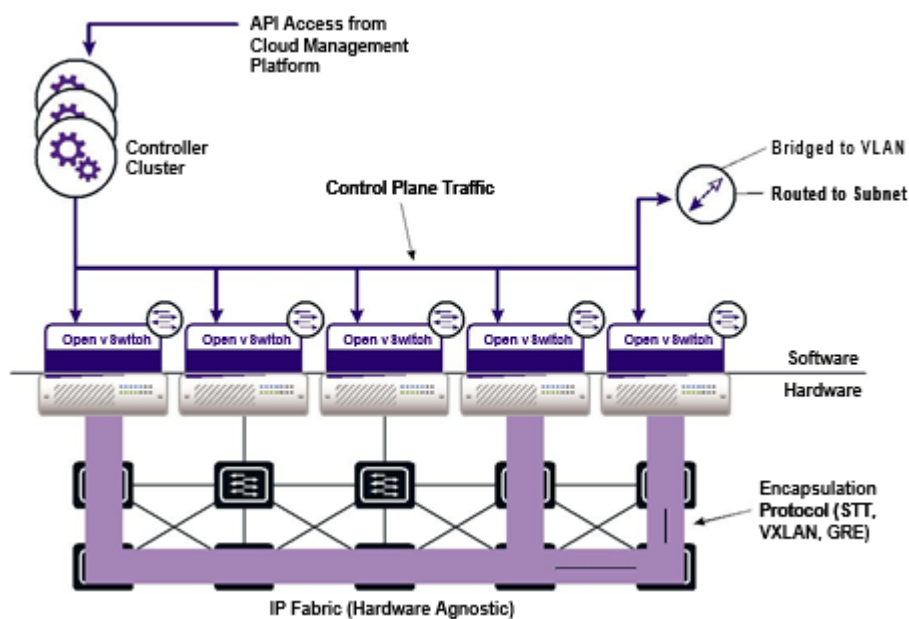 API Access from
Cloud Management
Platform
Controller
Cluster
Control Plane Traffic
Bridged to VLAN
Routed to Subnet
Open v Switch
Open v Switch
Open v Switch
Open v Switch
Open v Switch
Software
Hardware
Encapsulation
Protocol (STT,
VXLAN, GRE)
IP Fabric (Hardware Agnostic)